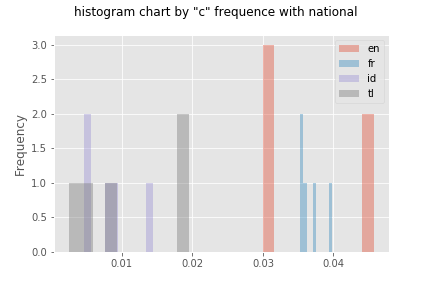 histogram chart by "c" frequence with national
3.0
2.5
2.0
1.5
1.0
0.5
0.0
Frequency
en
fr
id
tl
0.01 0.02 0.03 0.04